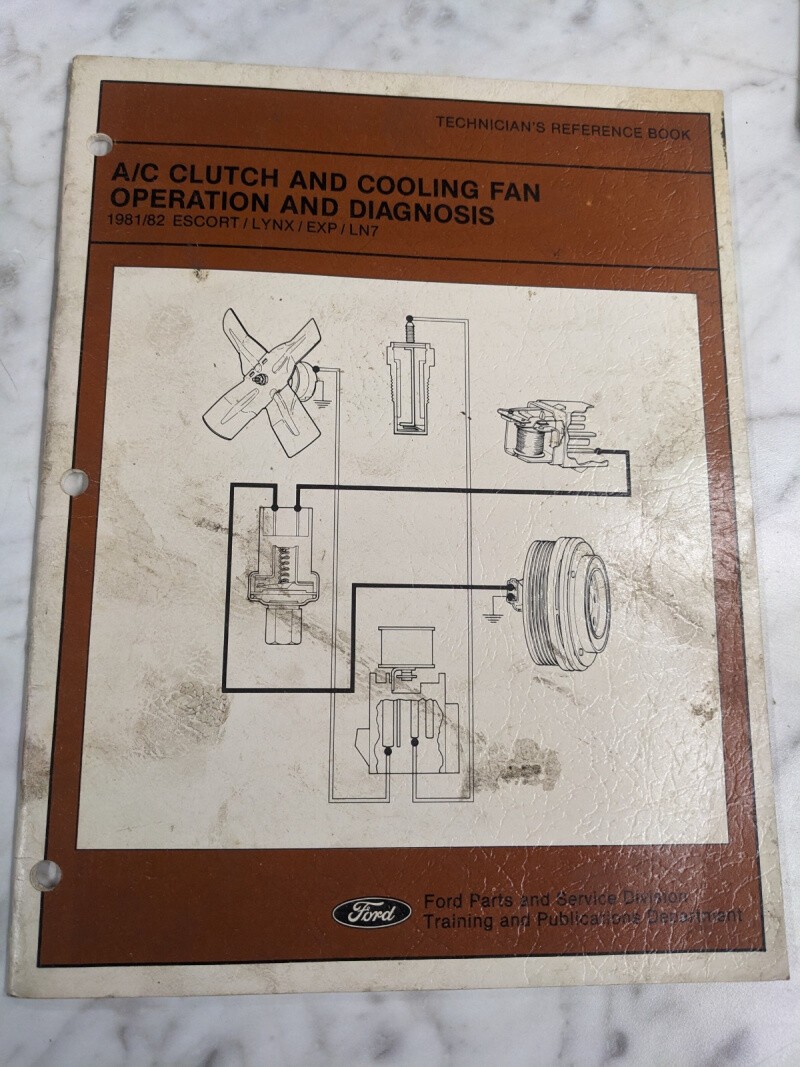 TECHNICIAN'S REFERENCE BOOK
A/C CLUTCH AND COOLING FAN
OPERATION AND DIAGNOSIS
1981/82 ESCORT / LYNX / EXP / LN7
Ford
Ford Parts and Service Division
Training and Publications Department